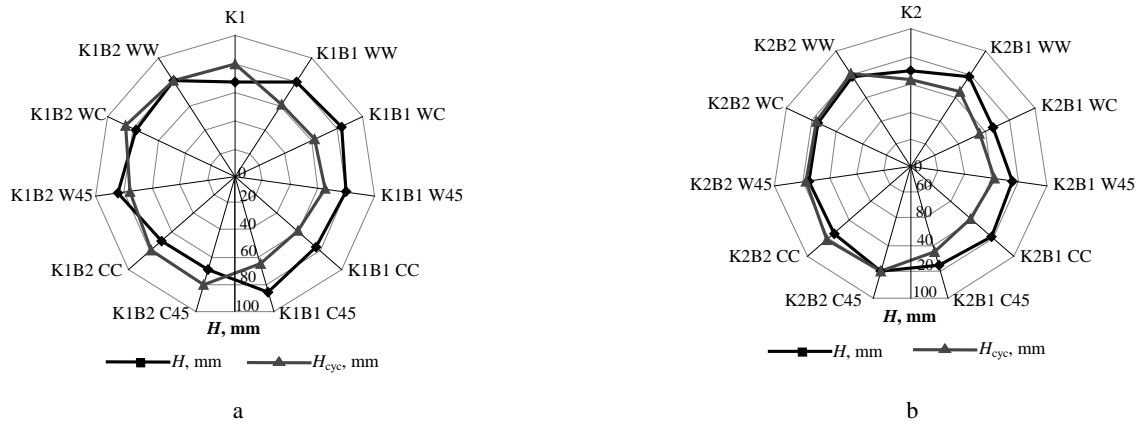 K1
K1B1 WW
K1B1 WC
K1B1 W45
K1B1 CC
K1B1 C45
K1B2 C45
K1B2 CC
K1B2 W45
K1B2 WC
K1B2 WW
0
20
40
60
80
100
H, mm
H, mm
Hcyc, mm
a
K2
K2B1 WW
K2B1 WC
K2B1 W45
K2B1 CC
K2B1 C45
K2B2 C45
K2B2 CC
K2B2 W45
K2B2 WC
K2B2 WW
0
60
80
40
20
100
H, mm
H, mm
Hcyc, mm
b